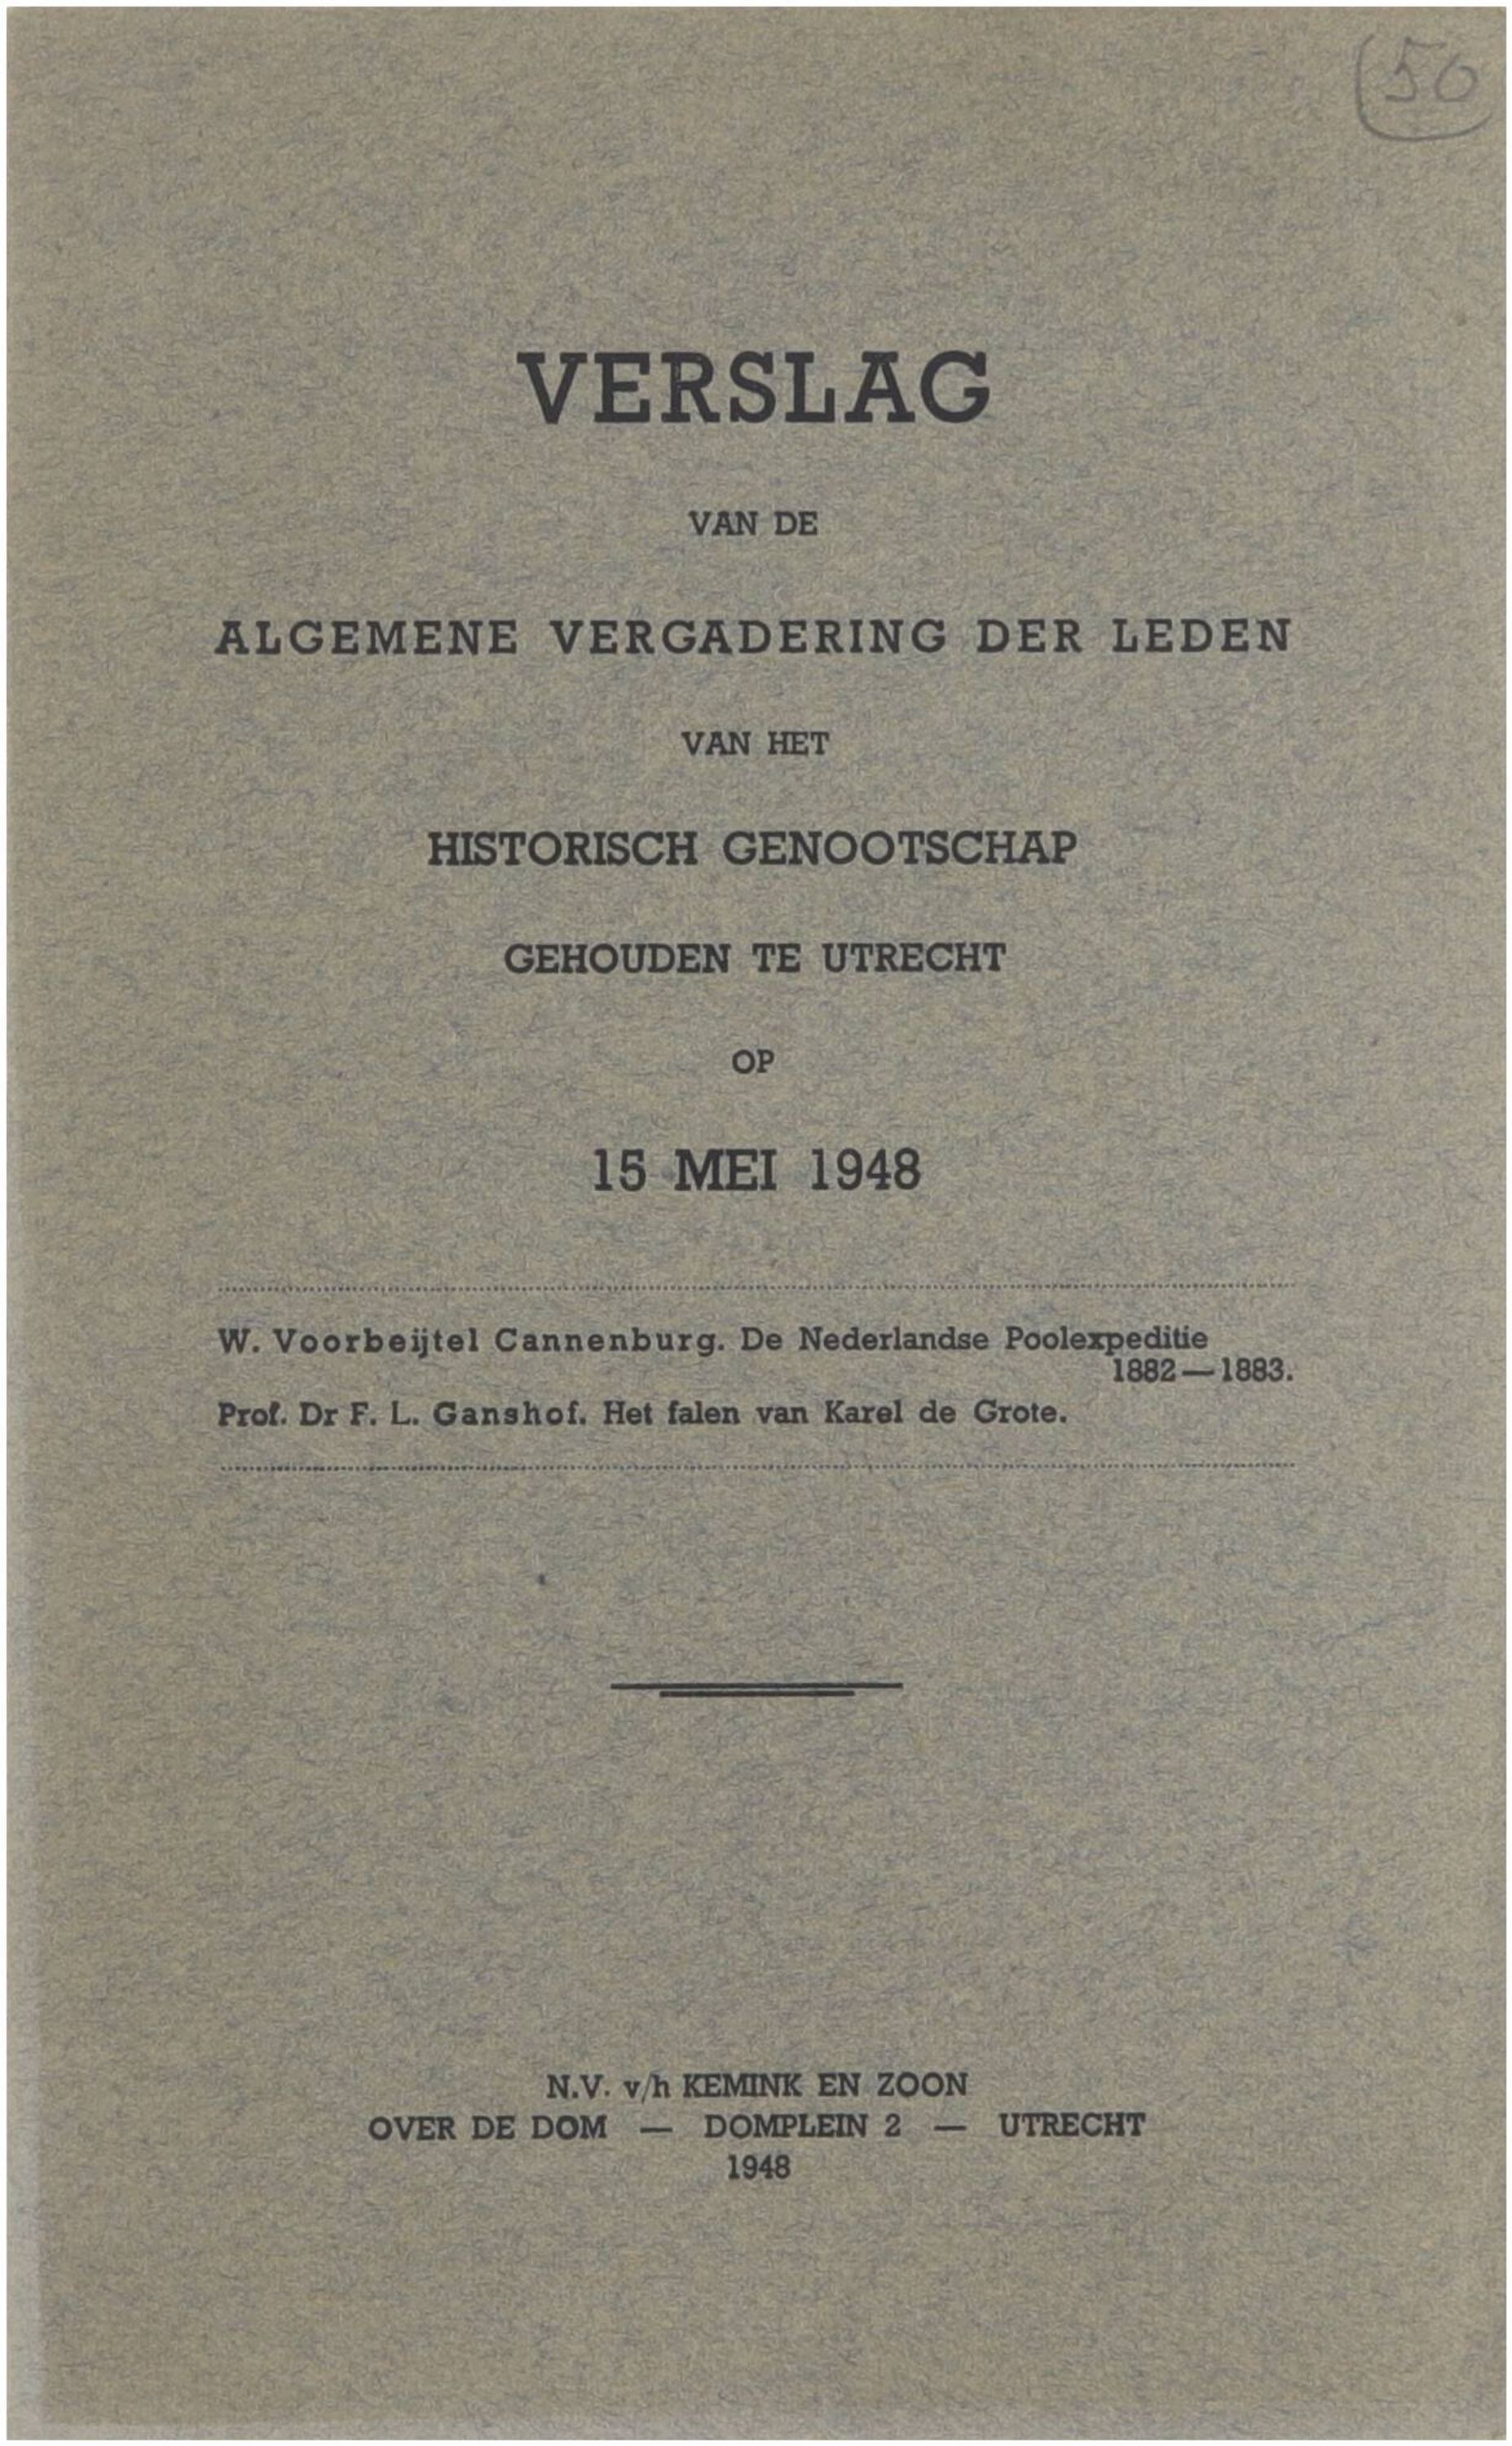 50
VERSLAG
VAN DE
ALGEMENE VERGADERING DER LEDEN
VAN HET
HISTORISCH GENOOTSCHAP
GEHOUDEN TE UTRECHT
OP
15 MEI 1948
W. Voorbeijtel Cannenburg. De Nederlandse Poolexpeditie
1882—1883.
Prof. Dr F. L. Ganshof. Het falen van Karel de Grote.
N.V. v/h KEMINK EN ZOON
OVER DE DOM — DOMPLEIN 2 — UTRECHT
1948